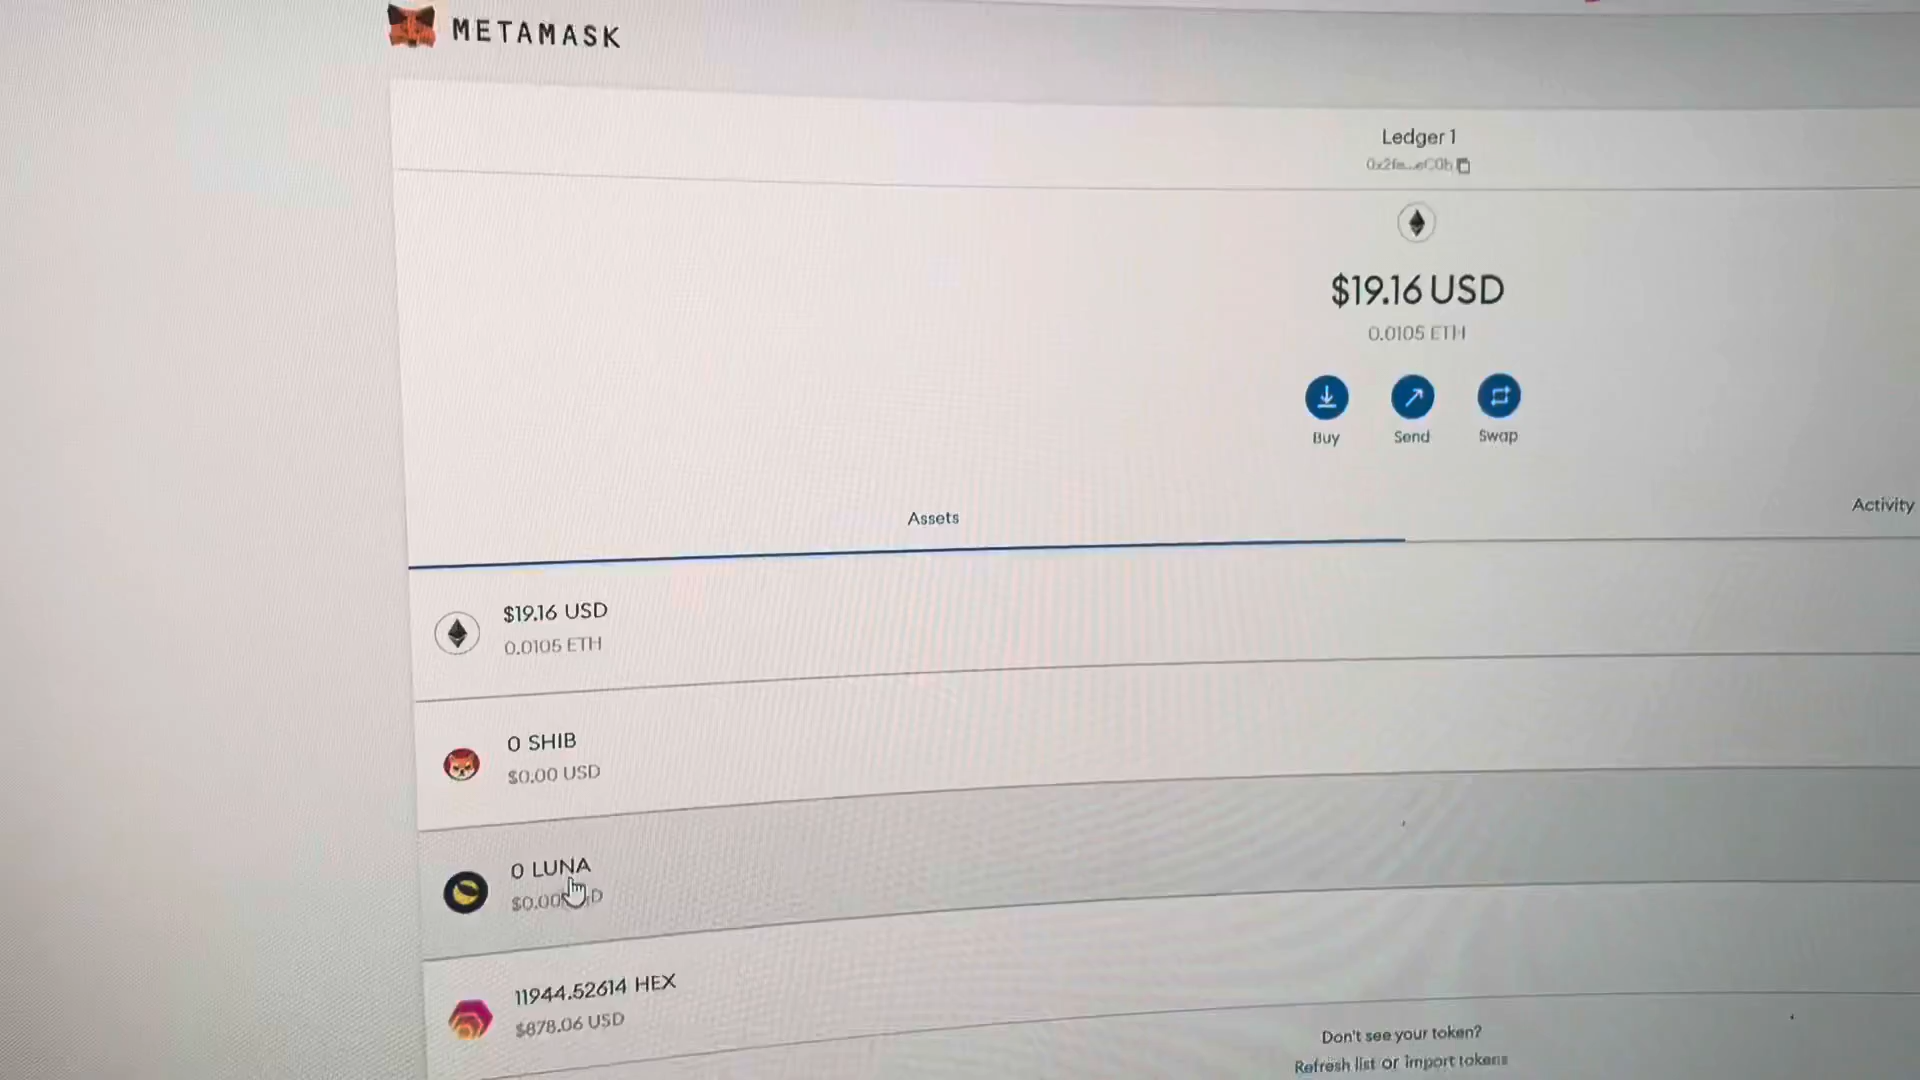 METAMASK
Ledger 1
$19.16 USD
0.0105 ETH
Buy
Send
Swap
Assets
Activity
$19.16 USD
0.0105 ETH
0 SHIB
$0.00 USD
0 LUNA
$0.00
11944.52614 HEX
$878.06 USD
Don't see your token?
Refresh list or import tokens